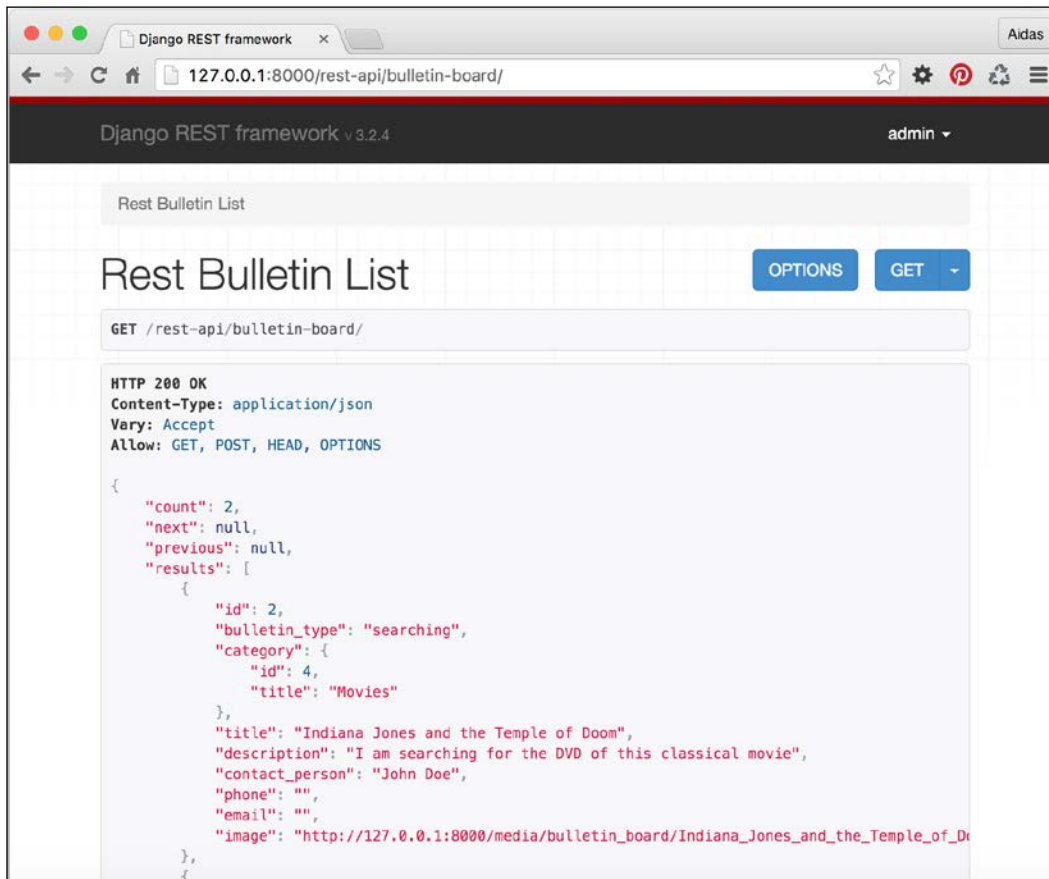 Django REST framework
Aidas
127.0.0.1:8000/rest-api/bulletin-board/
Django REST framework v 3.2.4
admin
Rest Bulletin List
Rest Bulletin List
OPTIONS
GET
GET /rest-api/bulletin-board/
HTTP 200 OK
Content-Type: application/json
Vary: Accept
Allow: GET, POST, HEAD, OPTIONS
{
"count": 2,
"next": null,
"previous": null,
"results": [
{
"id": 2,
"bulletin_type": "searching",
"category": {
"id": 4,
"title": "Movies"
},
"title": "Indiana Jones and the Temple of Doom",
"description": "I am searching for the DVD of this classical movie",
"contact_person": "John Doe",
"phone": "",
"email": "",
"image": "http://127.0.0.1:8000/media/bulletin_board/Indiana_Jones_and_the_Temple_of_D
},
{